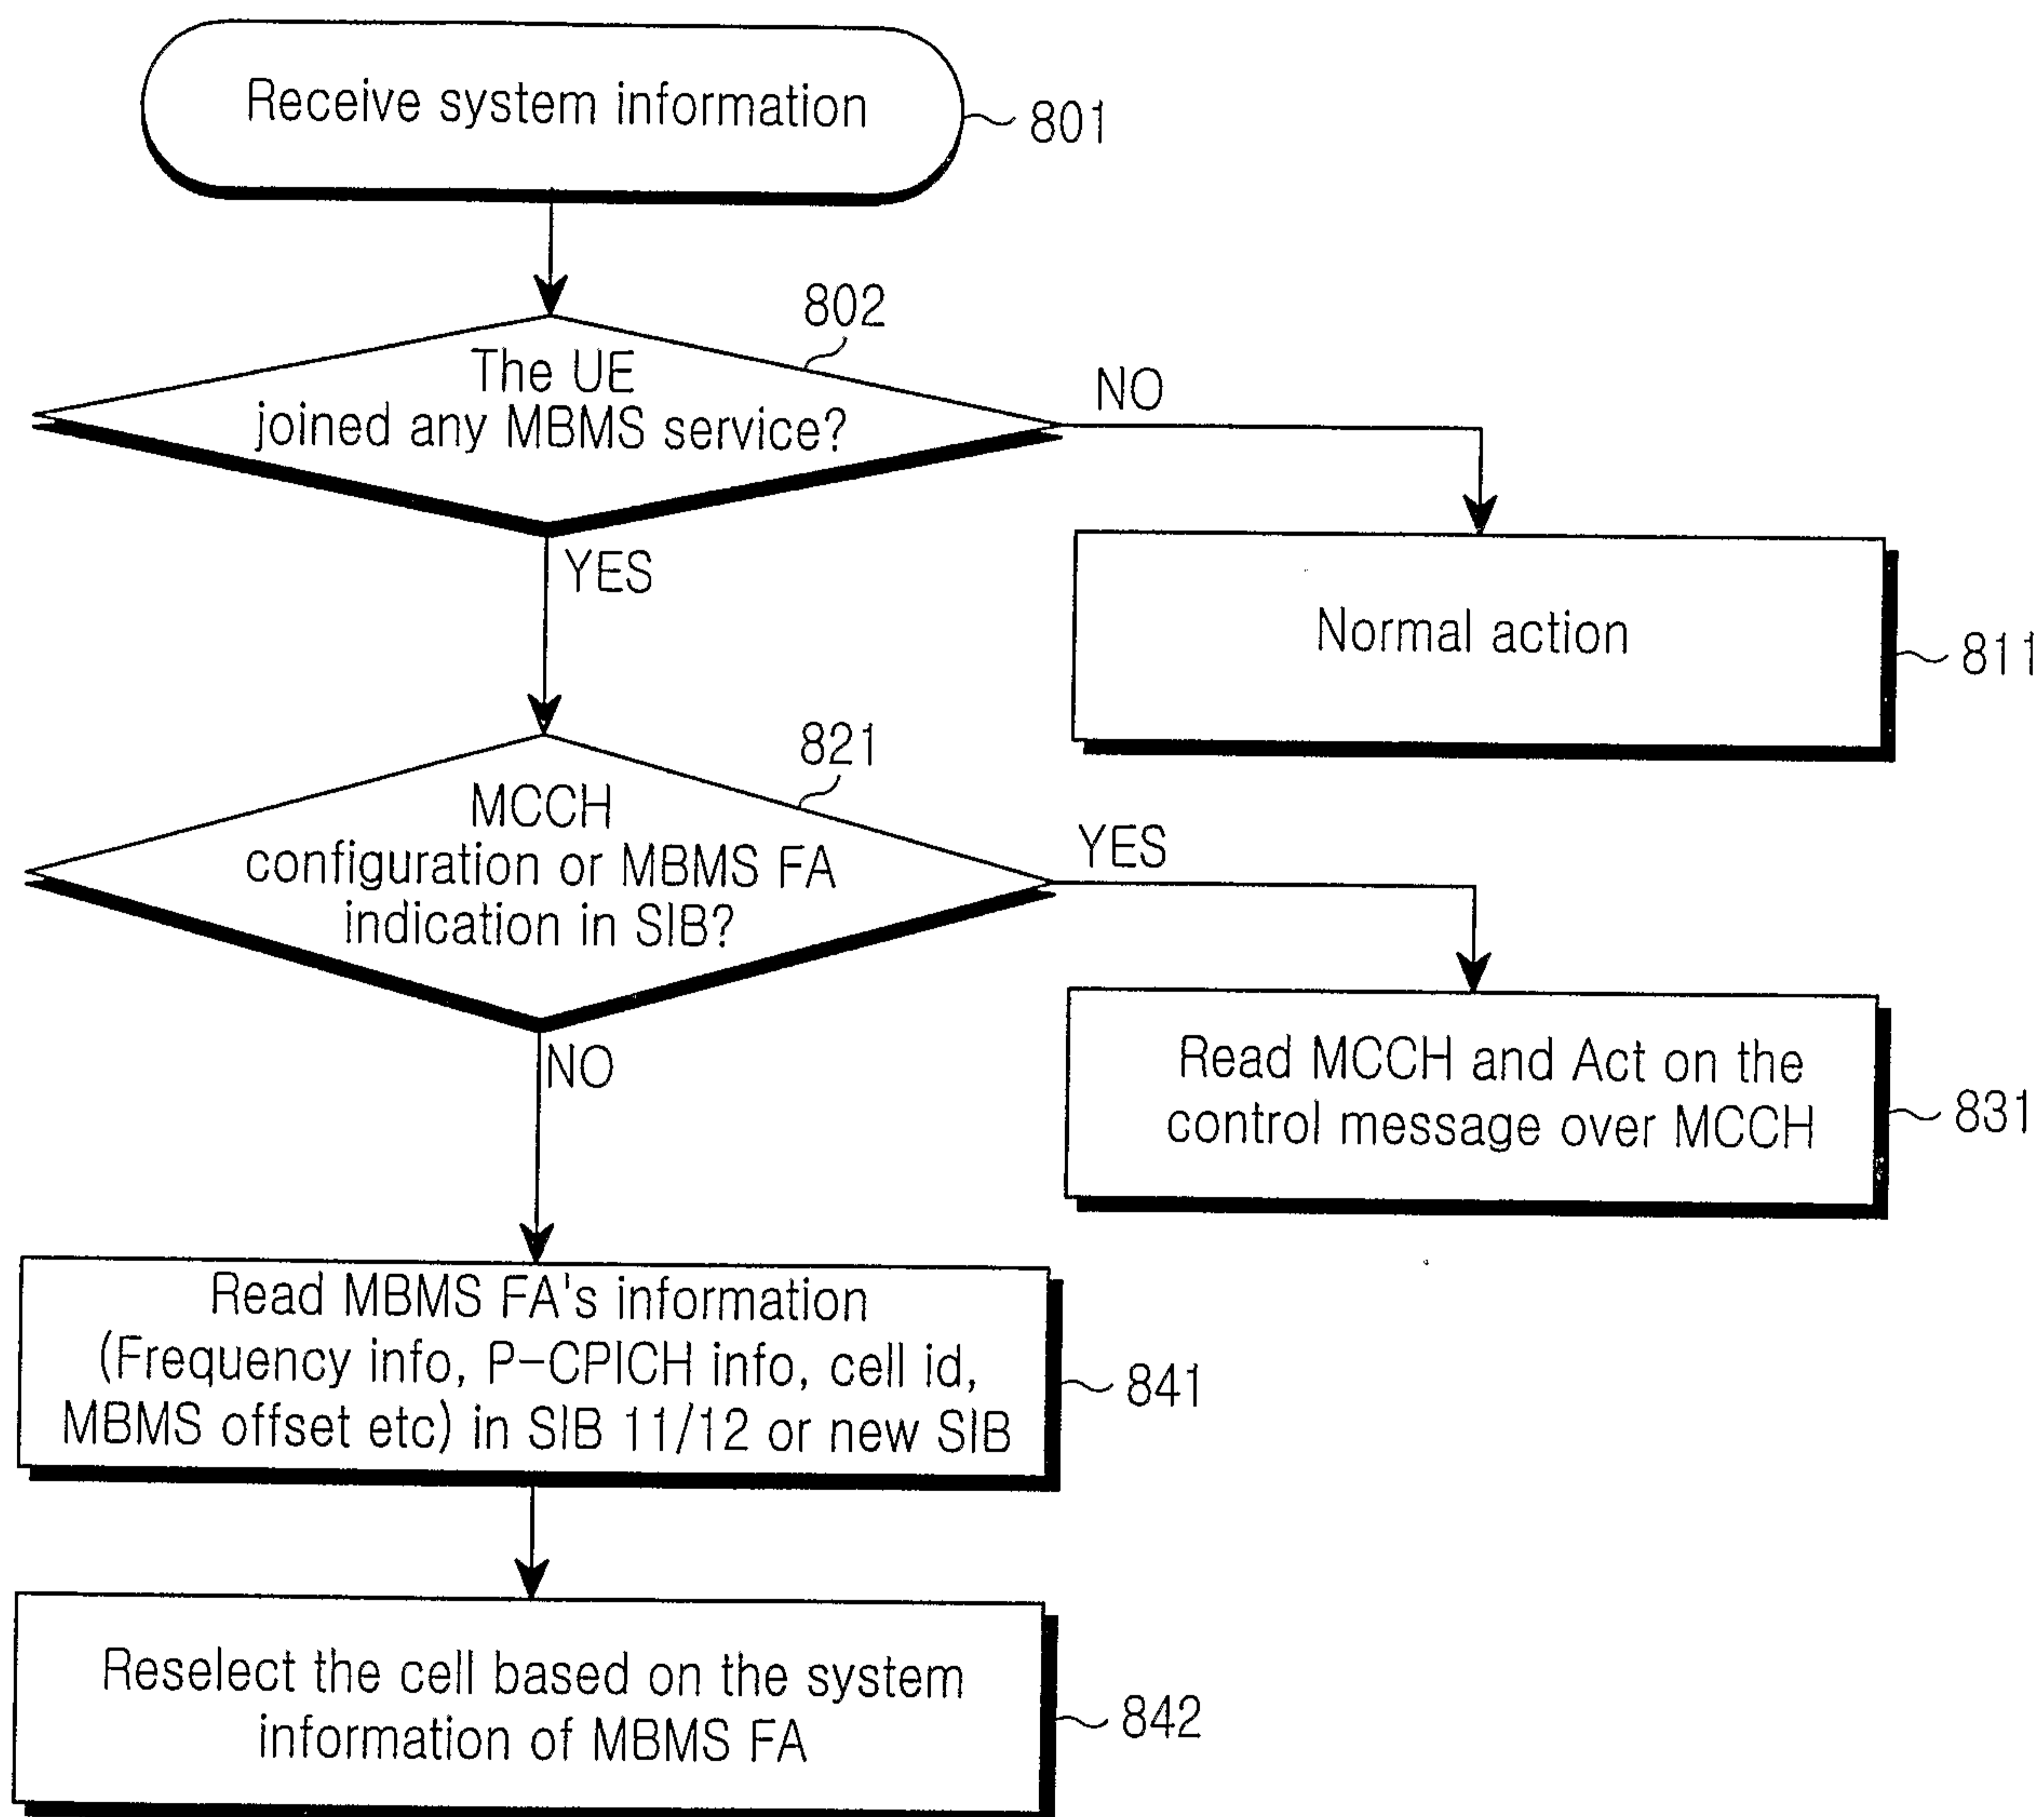 Receive system information
801
802
The UE
joined any MBMS service?
NO
YES
Normal action
811
821
MCCH
configuration or MBMS FA
indication in SIB?
YES
NO
Read MCCH and Act on the
control message over MCCH
831
Read MBMS FA's information
(Frequency info, P-CPICH info, cell id,
MBMS offset etc) in SIB 11/12 or new SIB
841
Reselect the cell based on the system
information of MBMS FA
842